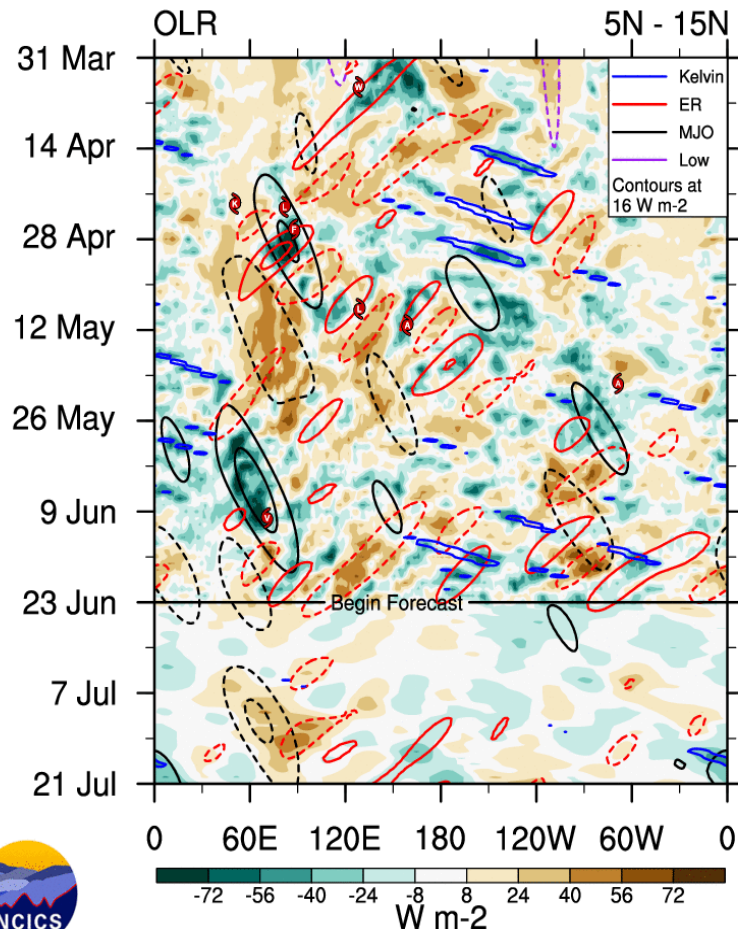 OLR 5N - 15N
31 Mar
14 Apr
28 Apr
12 May
26 May
9 Jun
23 Jun
7 Jul
21 Jul
Kelvin
ER
MJO
Low
Contours at
16 W m-2
W
K
L
F
L
A
A
V
Begin Forecast
0 60E 120E 180 120W 60W 0
-72 -56 -40 -24 -8 8 24 40 56 72
W m-2
NCICS